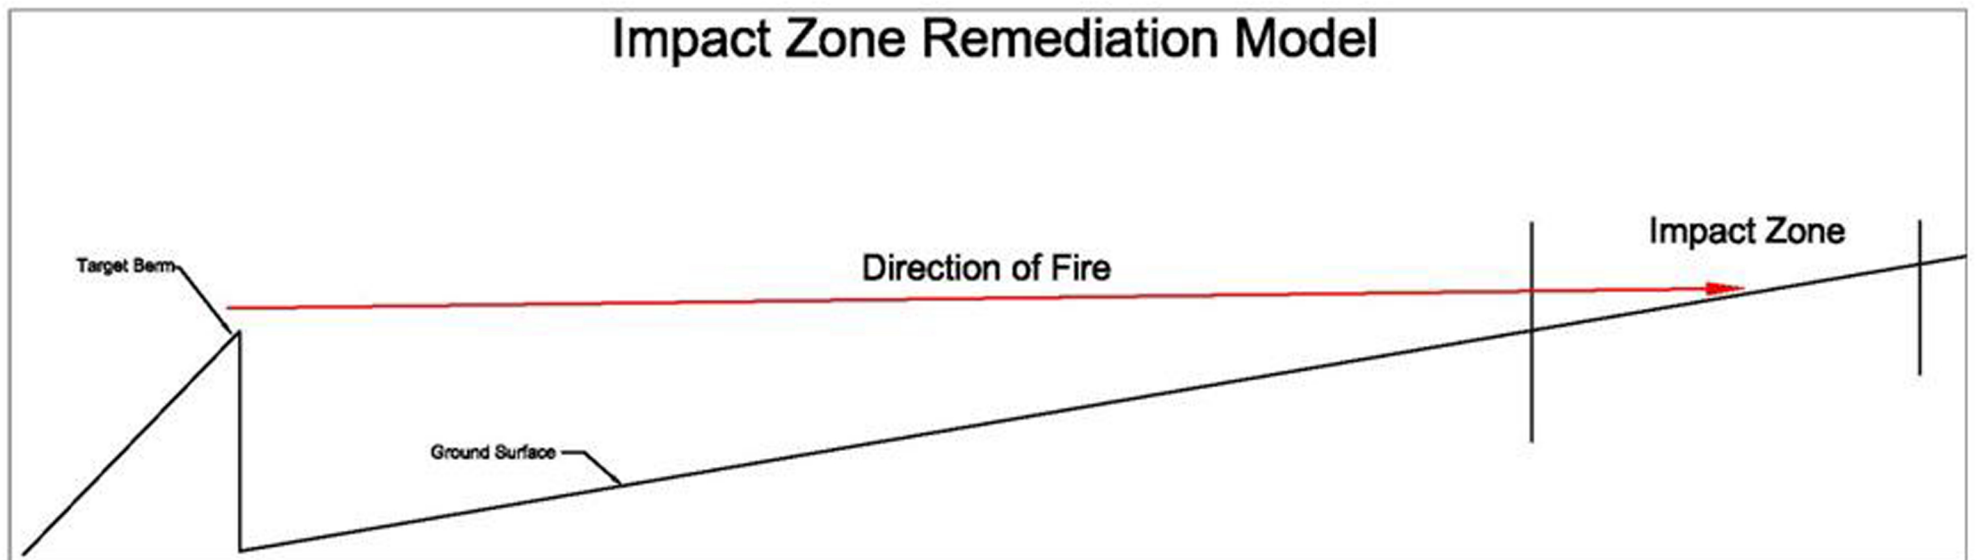 Impact Zone Remediation Model
Impact Zone
Direction of Fire
Target Berm
Ground Surface